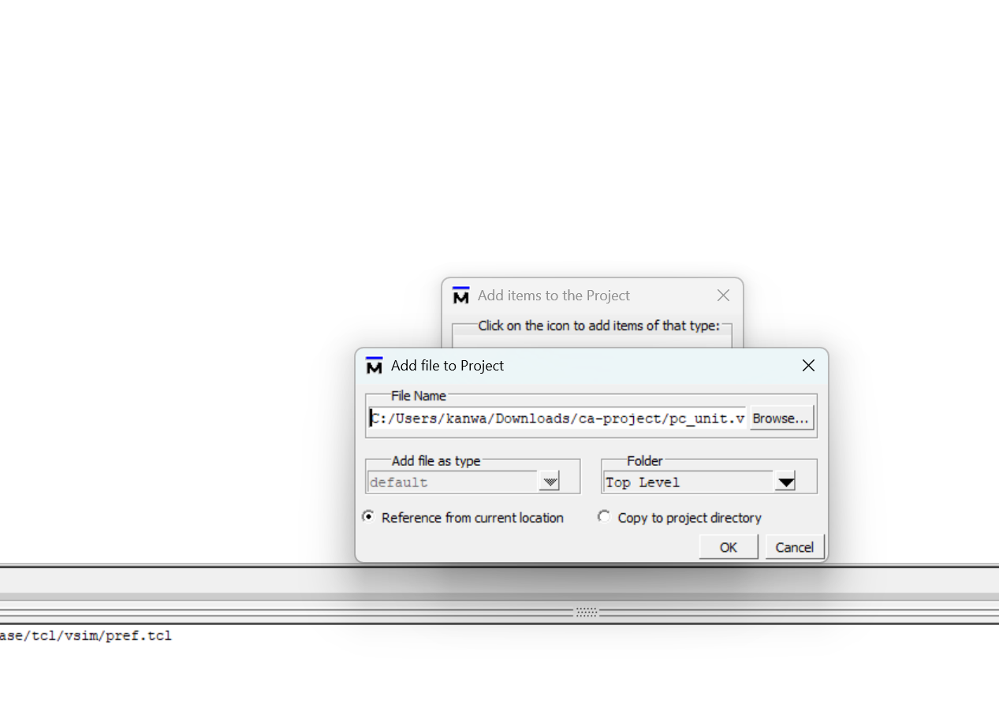 Add items to the Project
Click on the icon to add items of that type:
Add file to Project
File Name
C:/Users/kanwa/Downloads/ca-project/pc_unit.v
Browse...
Add file as type
Folder
default
Top Level
Reference from current location
Copy to project directory
OK
Cancel
ase/tcl/vsim/pref.tcl